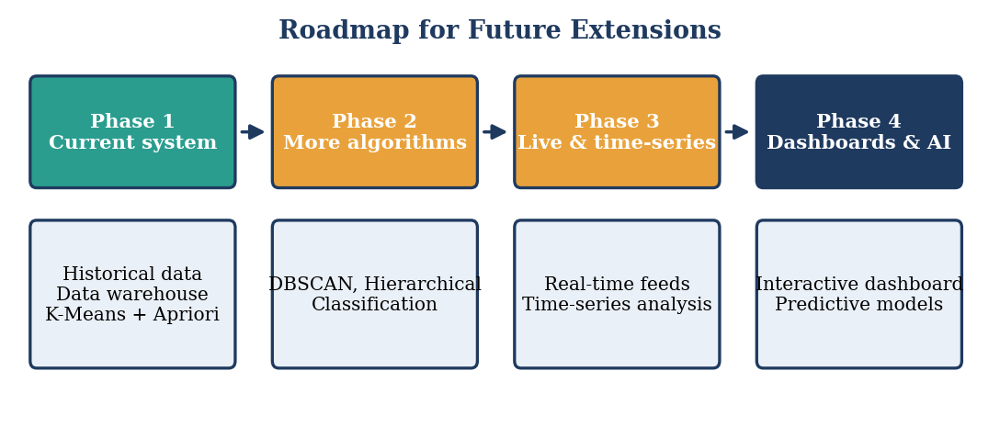 Roadmap for Future Extensions
Phase 1
Current system
Phase 2
More algorithms
Phase 3
Live & time-series
Phase 4
Dashboards & AI
Historical data
Data warehouse
K-Means + Apriori
DBSCAN, Hierarchical
Classification
Real-time feeds
Time-series analysis
Interactive dashboard
Predictive models